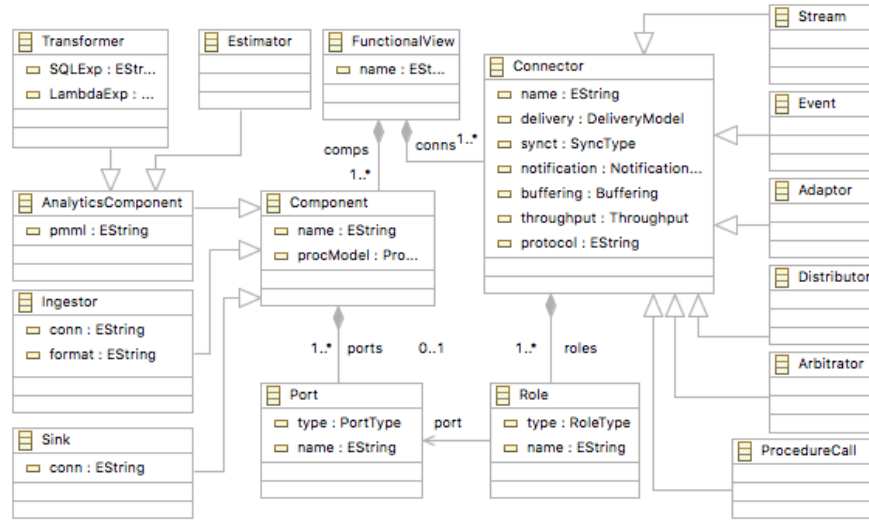 Transformer
SQLExp : EStr...
LambdaExp : ...
Estimator
FunctionalView
name : ESt...
Connector
name : EString
delivery : DeliveryModel
synct : SyncType
notification : Notification...
buffering : Buffering
throughput : Throughput
protocol : EString
Stream
Event
Adaptor
Distributor
Arbitrator
ProcedureCall
comps
1..*
conns
1..*
AnalyticsComponent
pmml : EString
Component
name : EString
procModel : Pro...
Ingestor
conn : EString
format : EString
Sink
conn : EString
1..* ports
0..1
1..* roles
Port
type : PortType
name : EString
port
Role
type : RoleType
name : EString